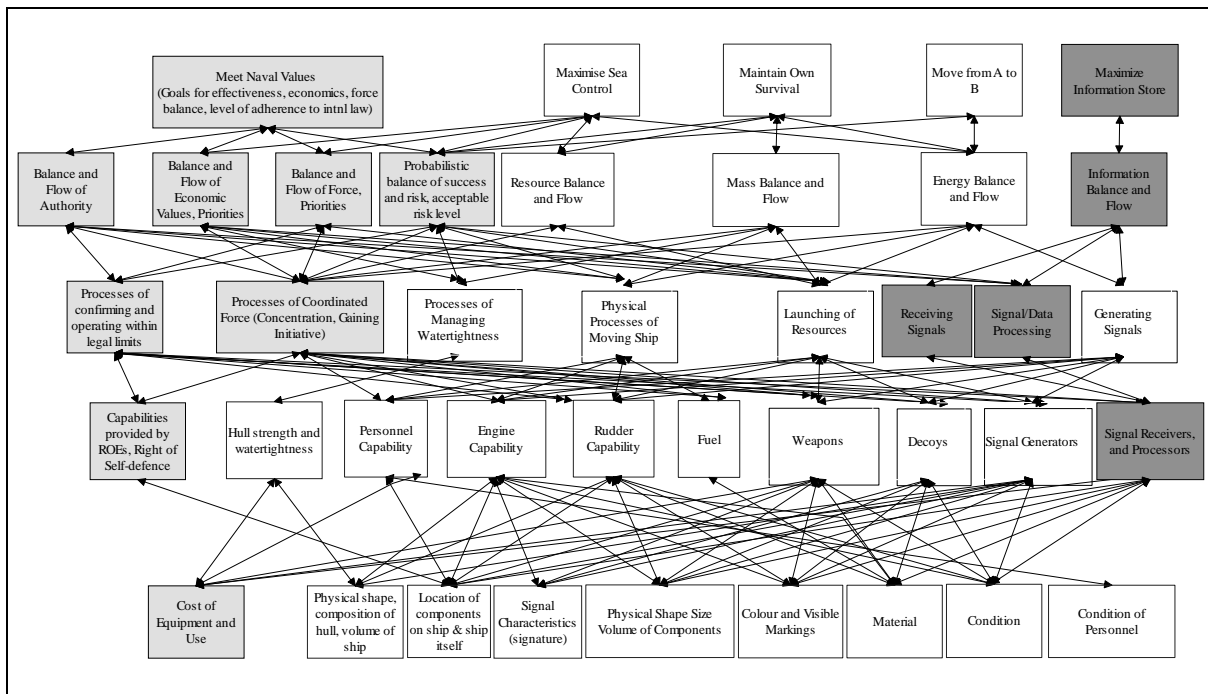 Meet Naval Values
(Goals for effectiveness, economics, force
balance, level of adherence to intnl law)
Maximise Sea
Control
Maintain Own
Survival
Move from A to
B
Maximize
Information Store
Balance and
Flow of
Authority
Balance and
Flow of
Economic
Values, Priorities
Balance and
Flow of Force,
Priorities
Probabilistic
balance of success
and risk, acceptable
risk level
Resource Balance
and Flow
Mass Balance and
Flow
Energy Balance
and Flow
Information
Balance and
Flow
Processes of
confirming and
operating within
legal limits
Processes of Coordinated
Force (Concentration, Gaining
Initiative)
Processes of
Managing
Watertightness
Physical
Processes of
Moving Ship
Launching of
Resources
Receiving
Signals
Signal/Data
Processing
Generating
Signals
Capabilities
provided by
ROEs, Right of
Self-defence
Hull strength and
watertightness
Personnel
Capability
Engine
Capability
Rudder
Capability
Fuel
Weapons
Decoys
Signal Generators
Signal Receivers,
and Processors
Cost of
Equipment and
Use
Physical shape,
composition of
hull, volume of
ship
Location of
components
on ship & ship
itself
Signal
Characteristics
(signature)
Physical Shape Size
Volume of Components
Colour and Visible
Markings
Material
Condition
Condition of
Personnel